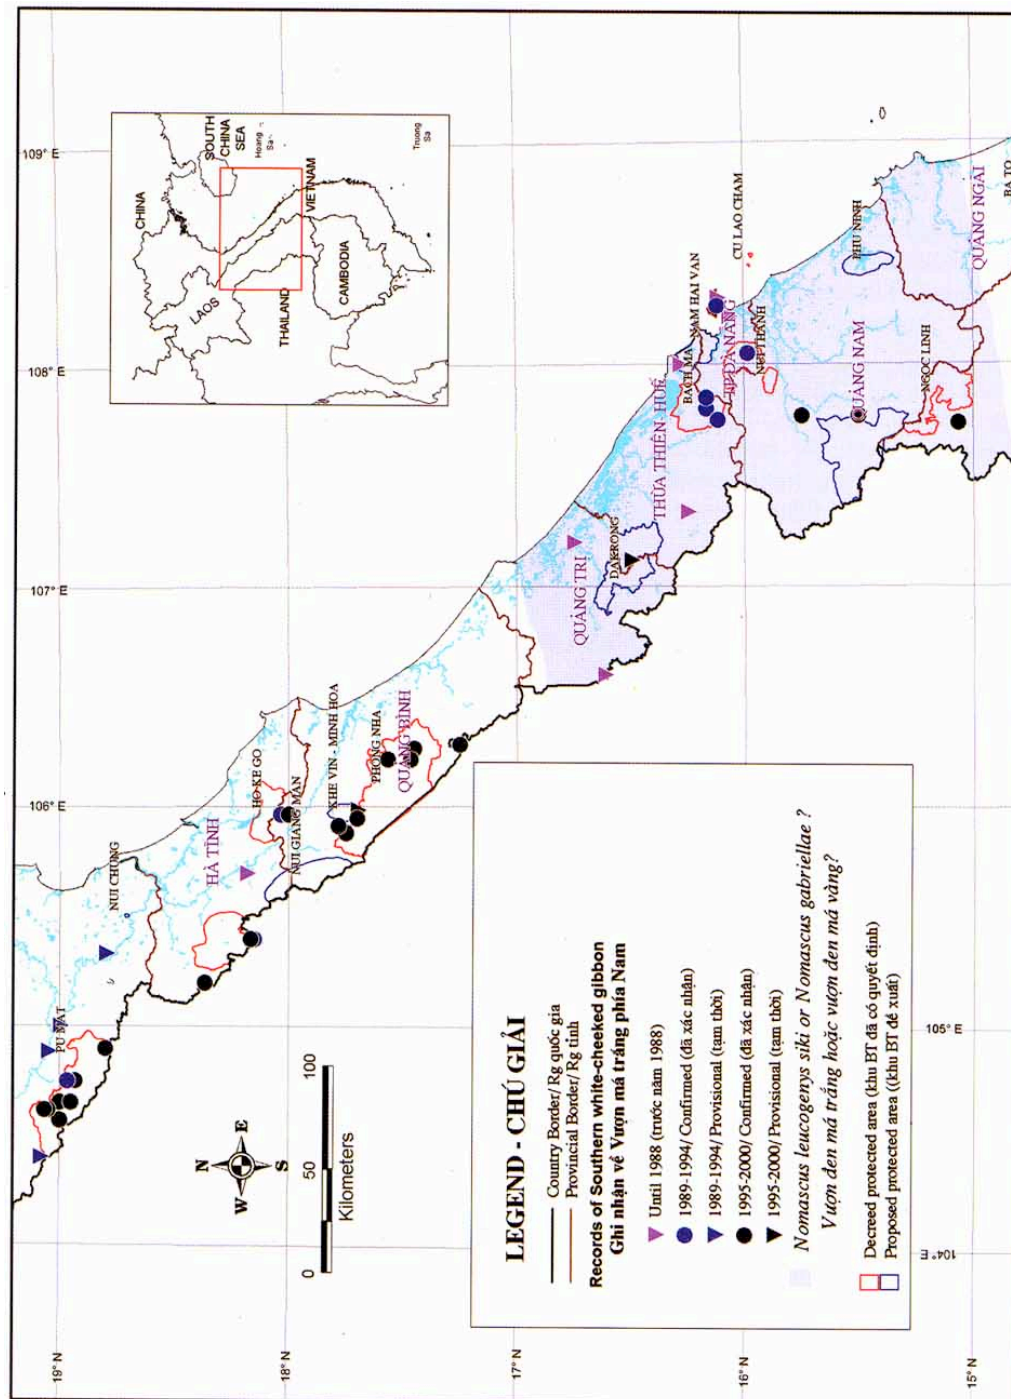 109° E
108° E
107° E
106° E
105° E
104° E
19° N
18° N
17° N
16° N
15° N
CHINA
SOUTH
CHINA
SEA
Hoang
Sa
Truong
Sa
LAOS
THAILAND
VIETNAM
CAMBODIA
NUI CHUNG
PU MAT
HÀ TĨNH
HO KE GO
NUI GIANG MAN
KHE VIN - MINH HOA
PHONG NHA
QUẢNG BÌNH
QUẢNG TRỊ
DAKRONG
THỪA THIÊN- HUẾ
BACH MA - NAM HAI VAN
TP ĐÀ NẴNG
CU LAO CHAM
NUI THANH
QUẢNG NAM
PHU NINH
NGOC LINH
QUẢNG NGÃI
BA TO
N
W
E
S
0 50 100
Kilometers
LEGEND - CHÚ GIẢI
Country Border/ Rg quốc gia
Provincial Border/ Rg tỉnh
Records of Southern white-cheeked gibbon
Ghi nhận về Vượn má trắng phía Nam
Until 1988 (trước năm 1988)
1989-1994/ Confirmed (đã xác nhận)
1989-1994/ Provisional (tạm thời)
1995-2000/ Confirmed (đã xác nhận)
1995-2000/ Provisional (tạm thời)
Nomascus leucogenys siki or Nomascus gabriellae ?
Vượn đen má trắng hoặc vượn đen má vàng?
Decreed protected area (khu BT đã có quyết định)
Proposed protected area ((khu BT đề xuất)